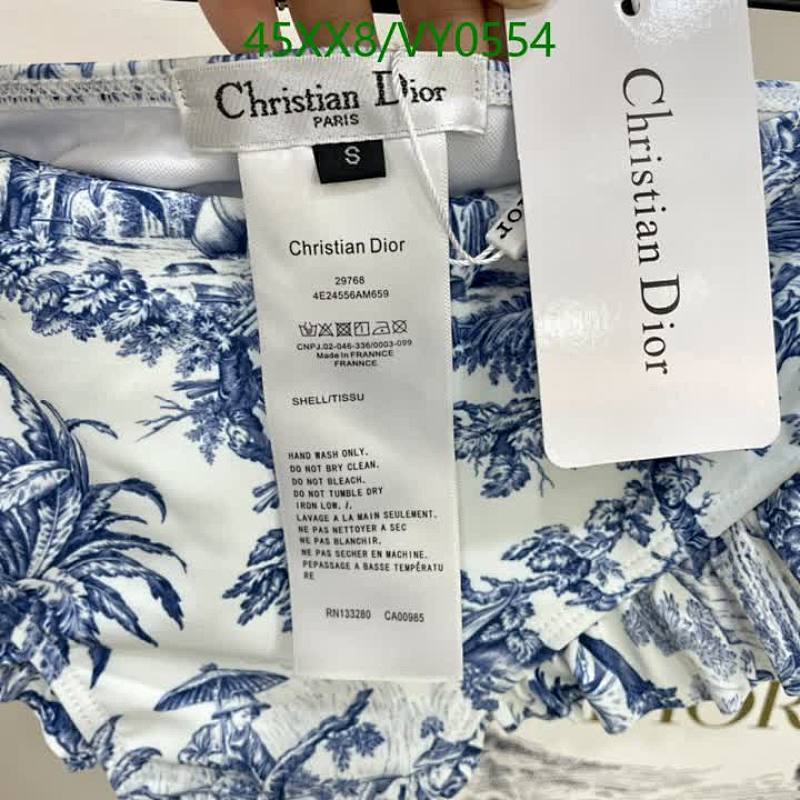 45XX8/VY0554
Christian Dior
PARIS
S
Christian Dior
29768
4E24556AM659
CNPJ.02-046-336/0003-099
Made In FRANNCE
FRANNCE
SHELL/TISSU
HAND WASH ONLY.
DO NOT BRY CLEAN.
DO NOT BLEACH.
DO NOT TUMBLE DRY
IRON LOW, /.
LAVAGE A LA MAIN SEULEMENT.
NE PAS NETTOYER A SEC
NE PAS BLANCHIR.
NE PAS SECHER EN MACHINE.
PEPASSAGE A BASSE TEMPÉRATU
RE
RN133280 CA00985
Christian Dior